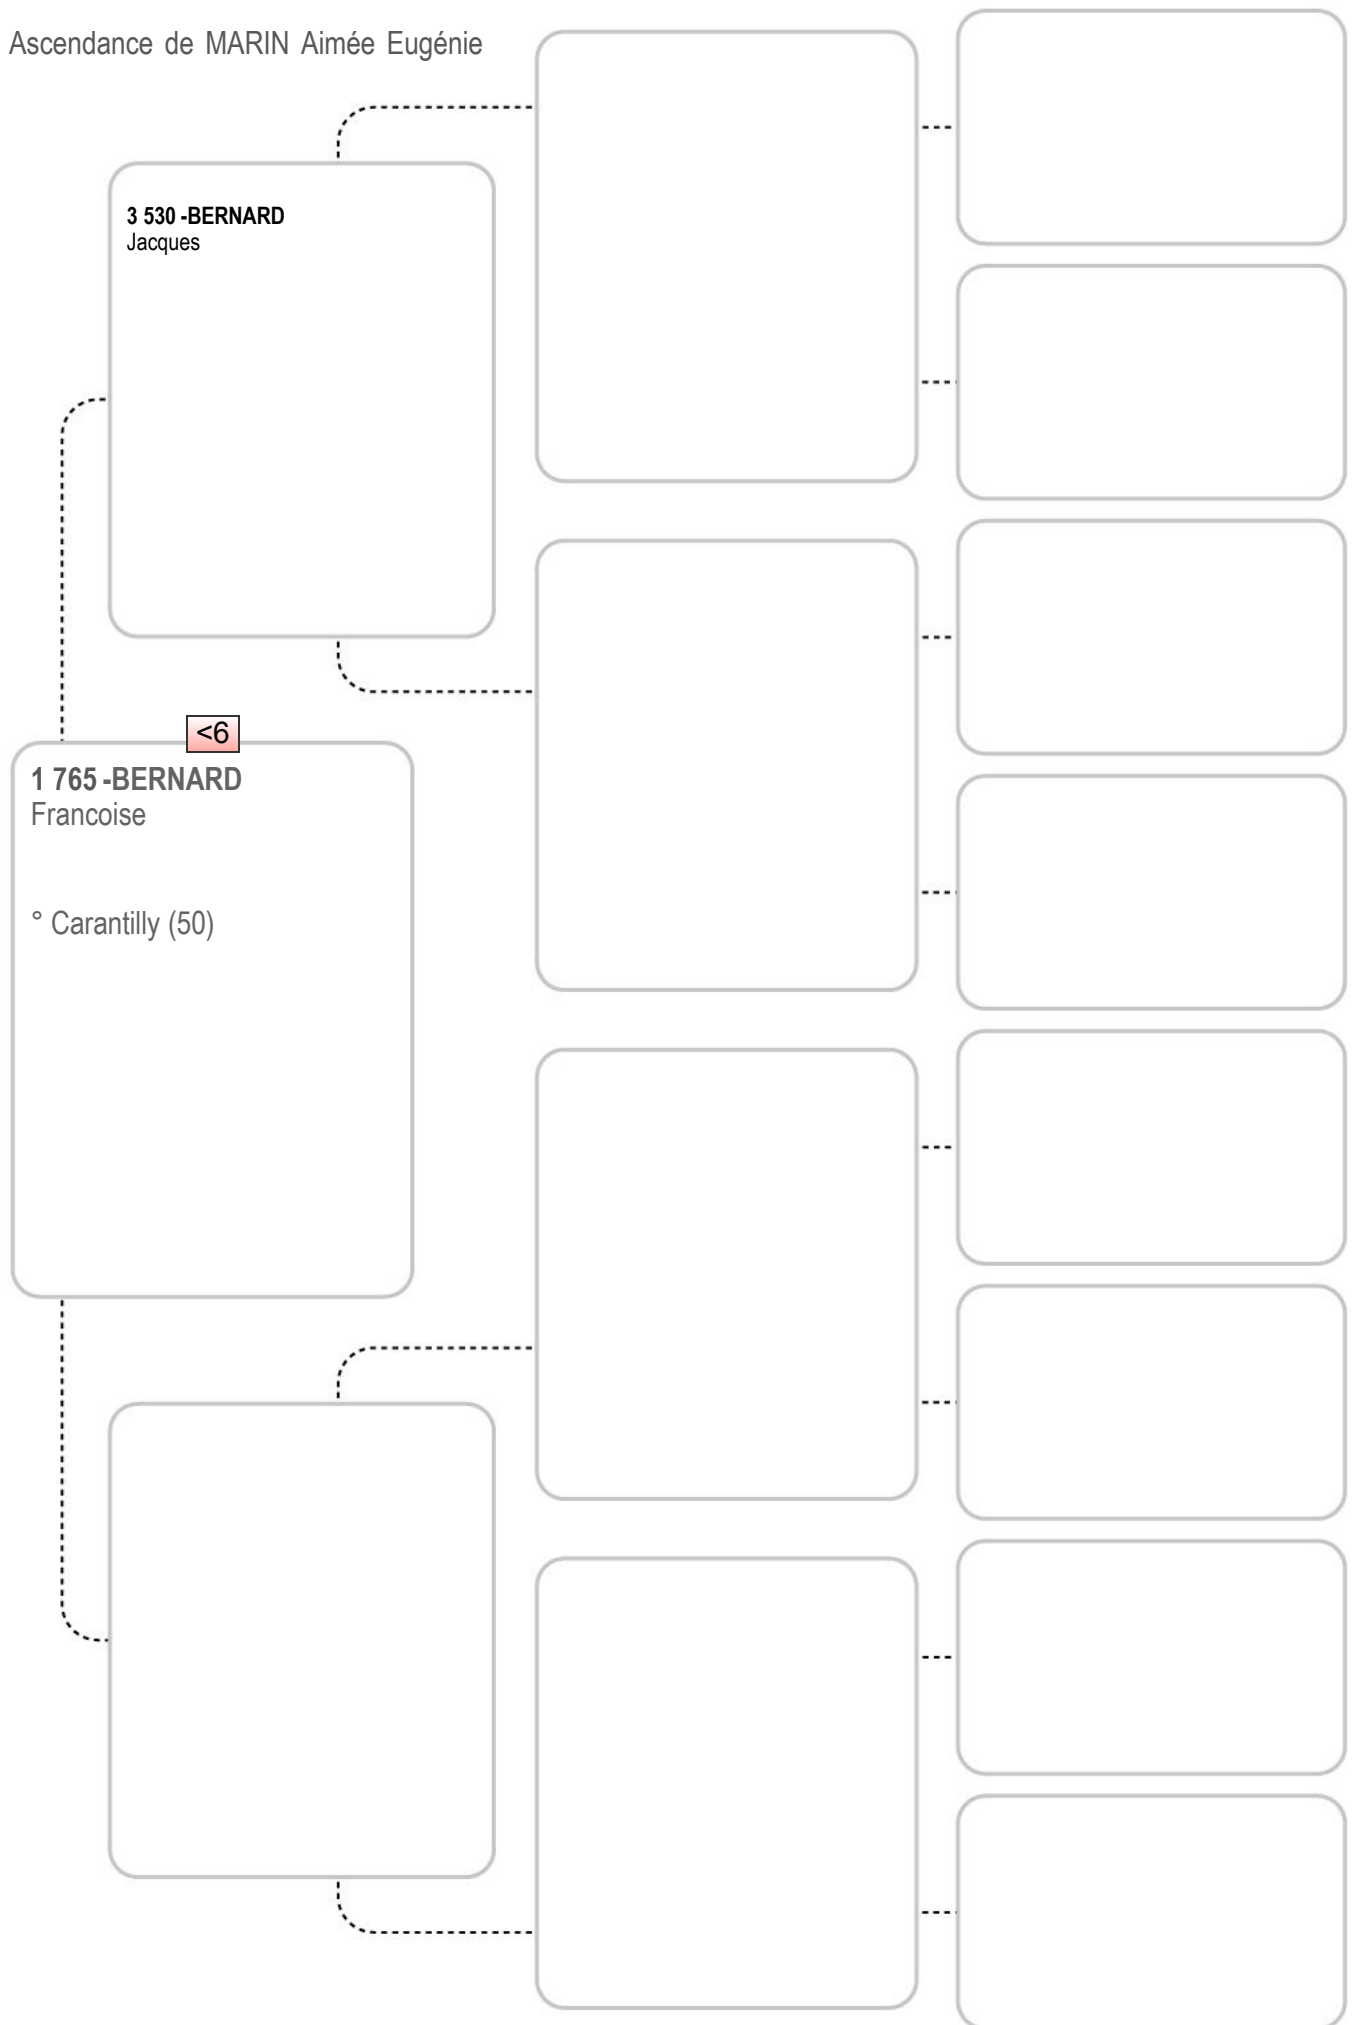 Ascendance de MARIN Aimée Eugénie
3 530 -BERNARD
Jacques
<6
1 765 -BERNARD
Francoise
° Carantilly (50)